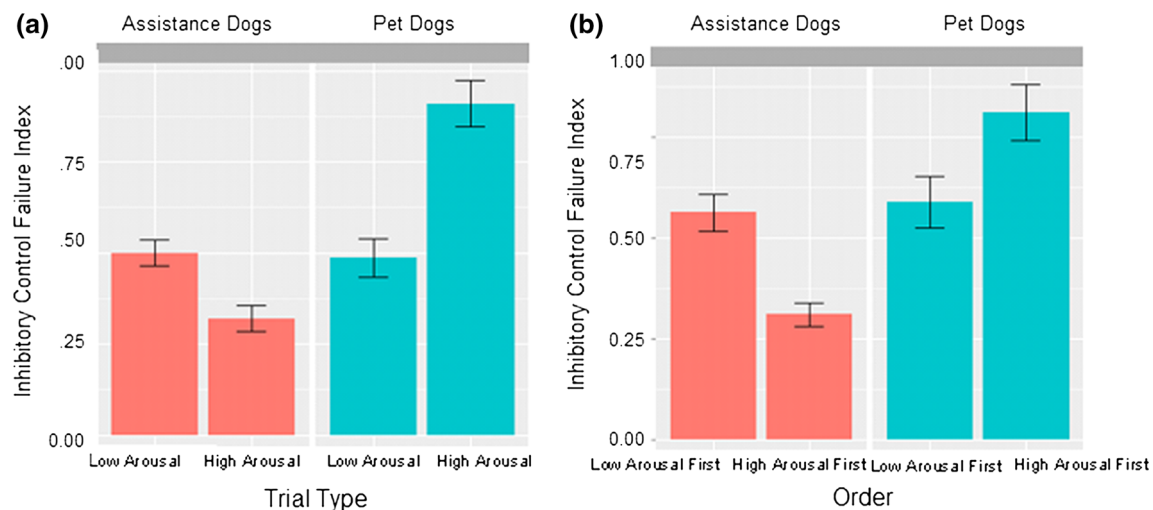 (a)
Assistance Dogs Pet Dogs
Inhibitory Control Failure Index
.00
.75
.50
.25
0.00
Low Arousal High Arousal Low Arousal High Arousal
Trial Type
(b)
Assistance Dogs Pet Dogs
Inhibitory Control Failure Index
1.00
0.75
0.50
0.25
0.00
Low Arousal First High Arousal First Low Arousal First High Arousal First
Order